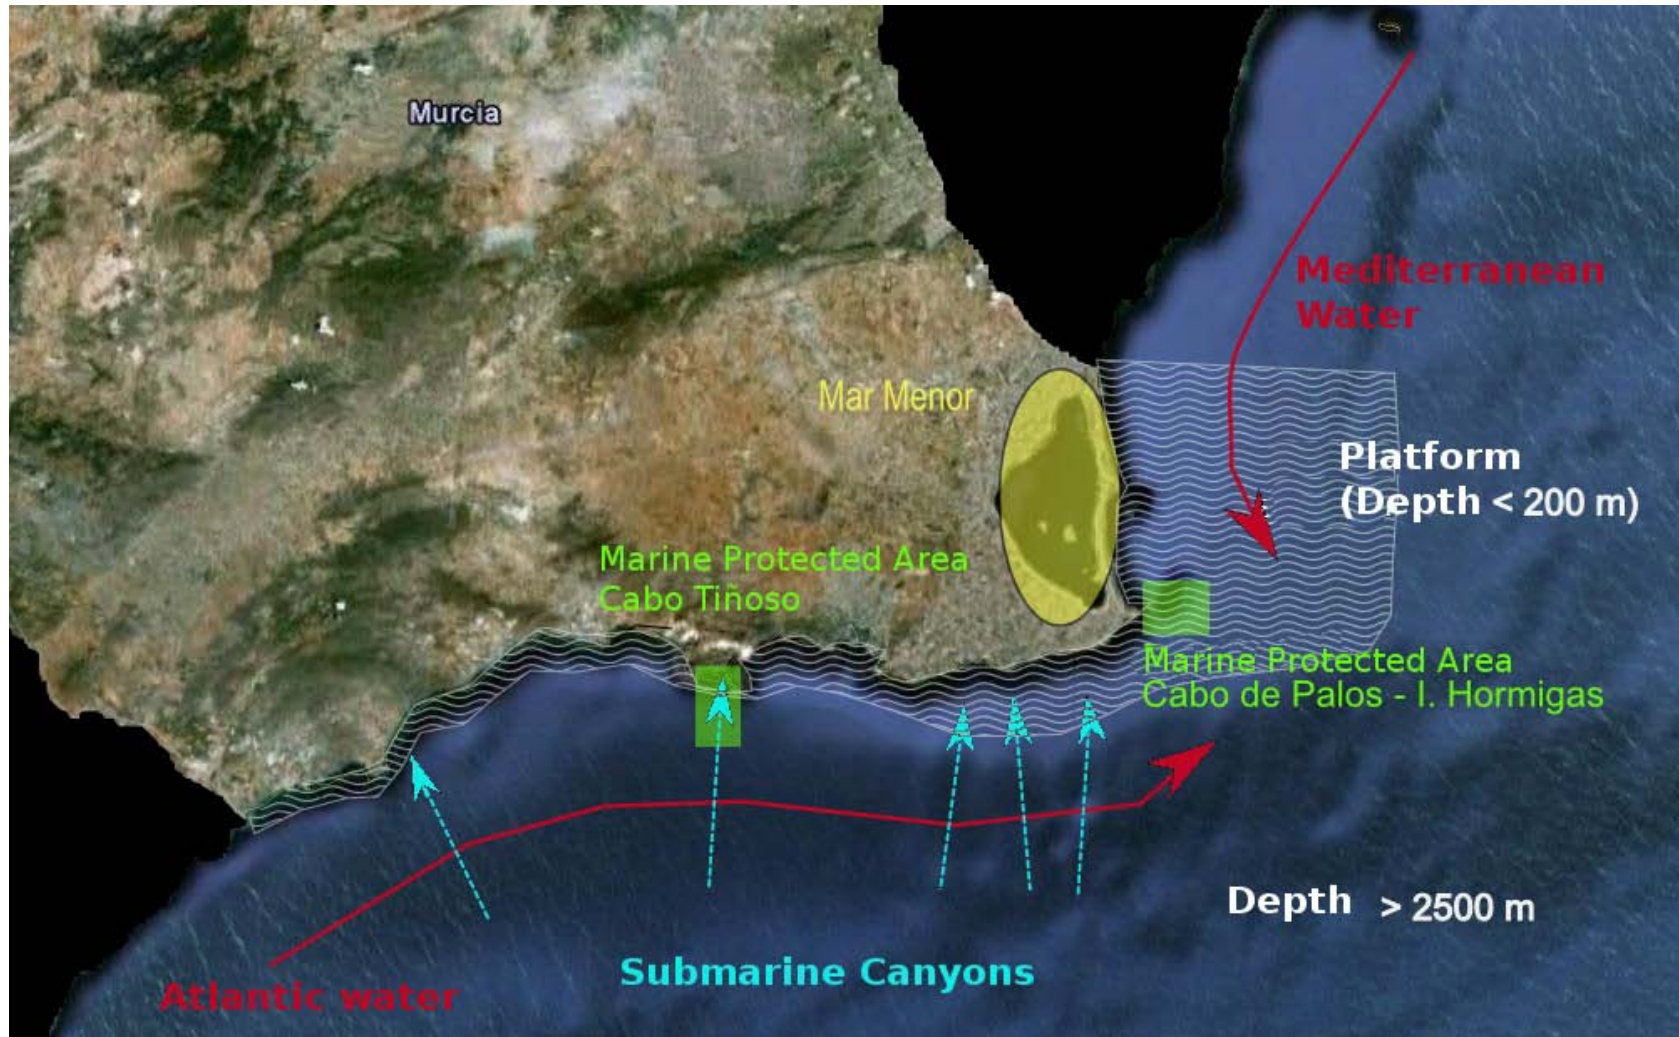 Murcia
Mediterranean
Water
Mar Menor
Platform
(Depth < 200 m)
Marine Protected Area
Cabo Tiñoso
Marine Protected Area
Cabo de Palos - I. Hormigas
Depth > 2500 m
Submarine Canyons
Atlantic water